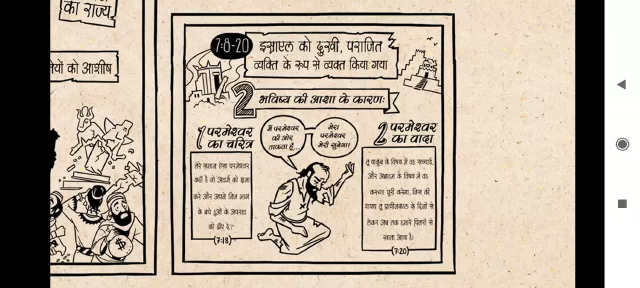 का राज्य
यों को आशीष
$
7:8-20
इस्राएल को दुखी, पराजित
व्यक्ति के रूप से व्यक्त किया गया
2 भविष्य की आशा के कारण:
1 परमेश्वर
का चरित्र
तेरे समान ऐसा परमेश्वर
कहाँ है जो अधर्म को क्षमा
करे और अपने निज भाग
के बचे हुओं के अपराध
को ढाँप दे?"
(7:18)
मैं परमेश्वर
की ओर
ताकता हूँ...
मेरा
परमेश्वर
मेरी सुनेगा!
2 परमेश्वर
का वादा
तू याकूब के विषय में वह सच्चाई,
और अब्राहम के विषय में वह
करुणा पूरी करेगा, जिस की
शपथ तू प्राचीनकाल के दिनों से
लेकर अब तक हमारे पितरों से
खाता आया है।
(7:20)